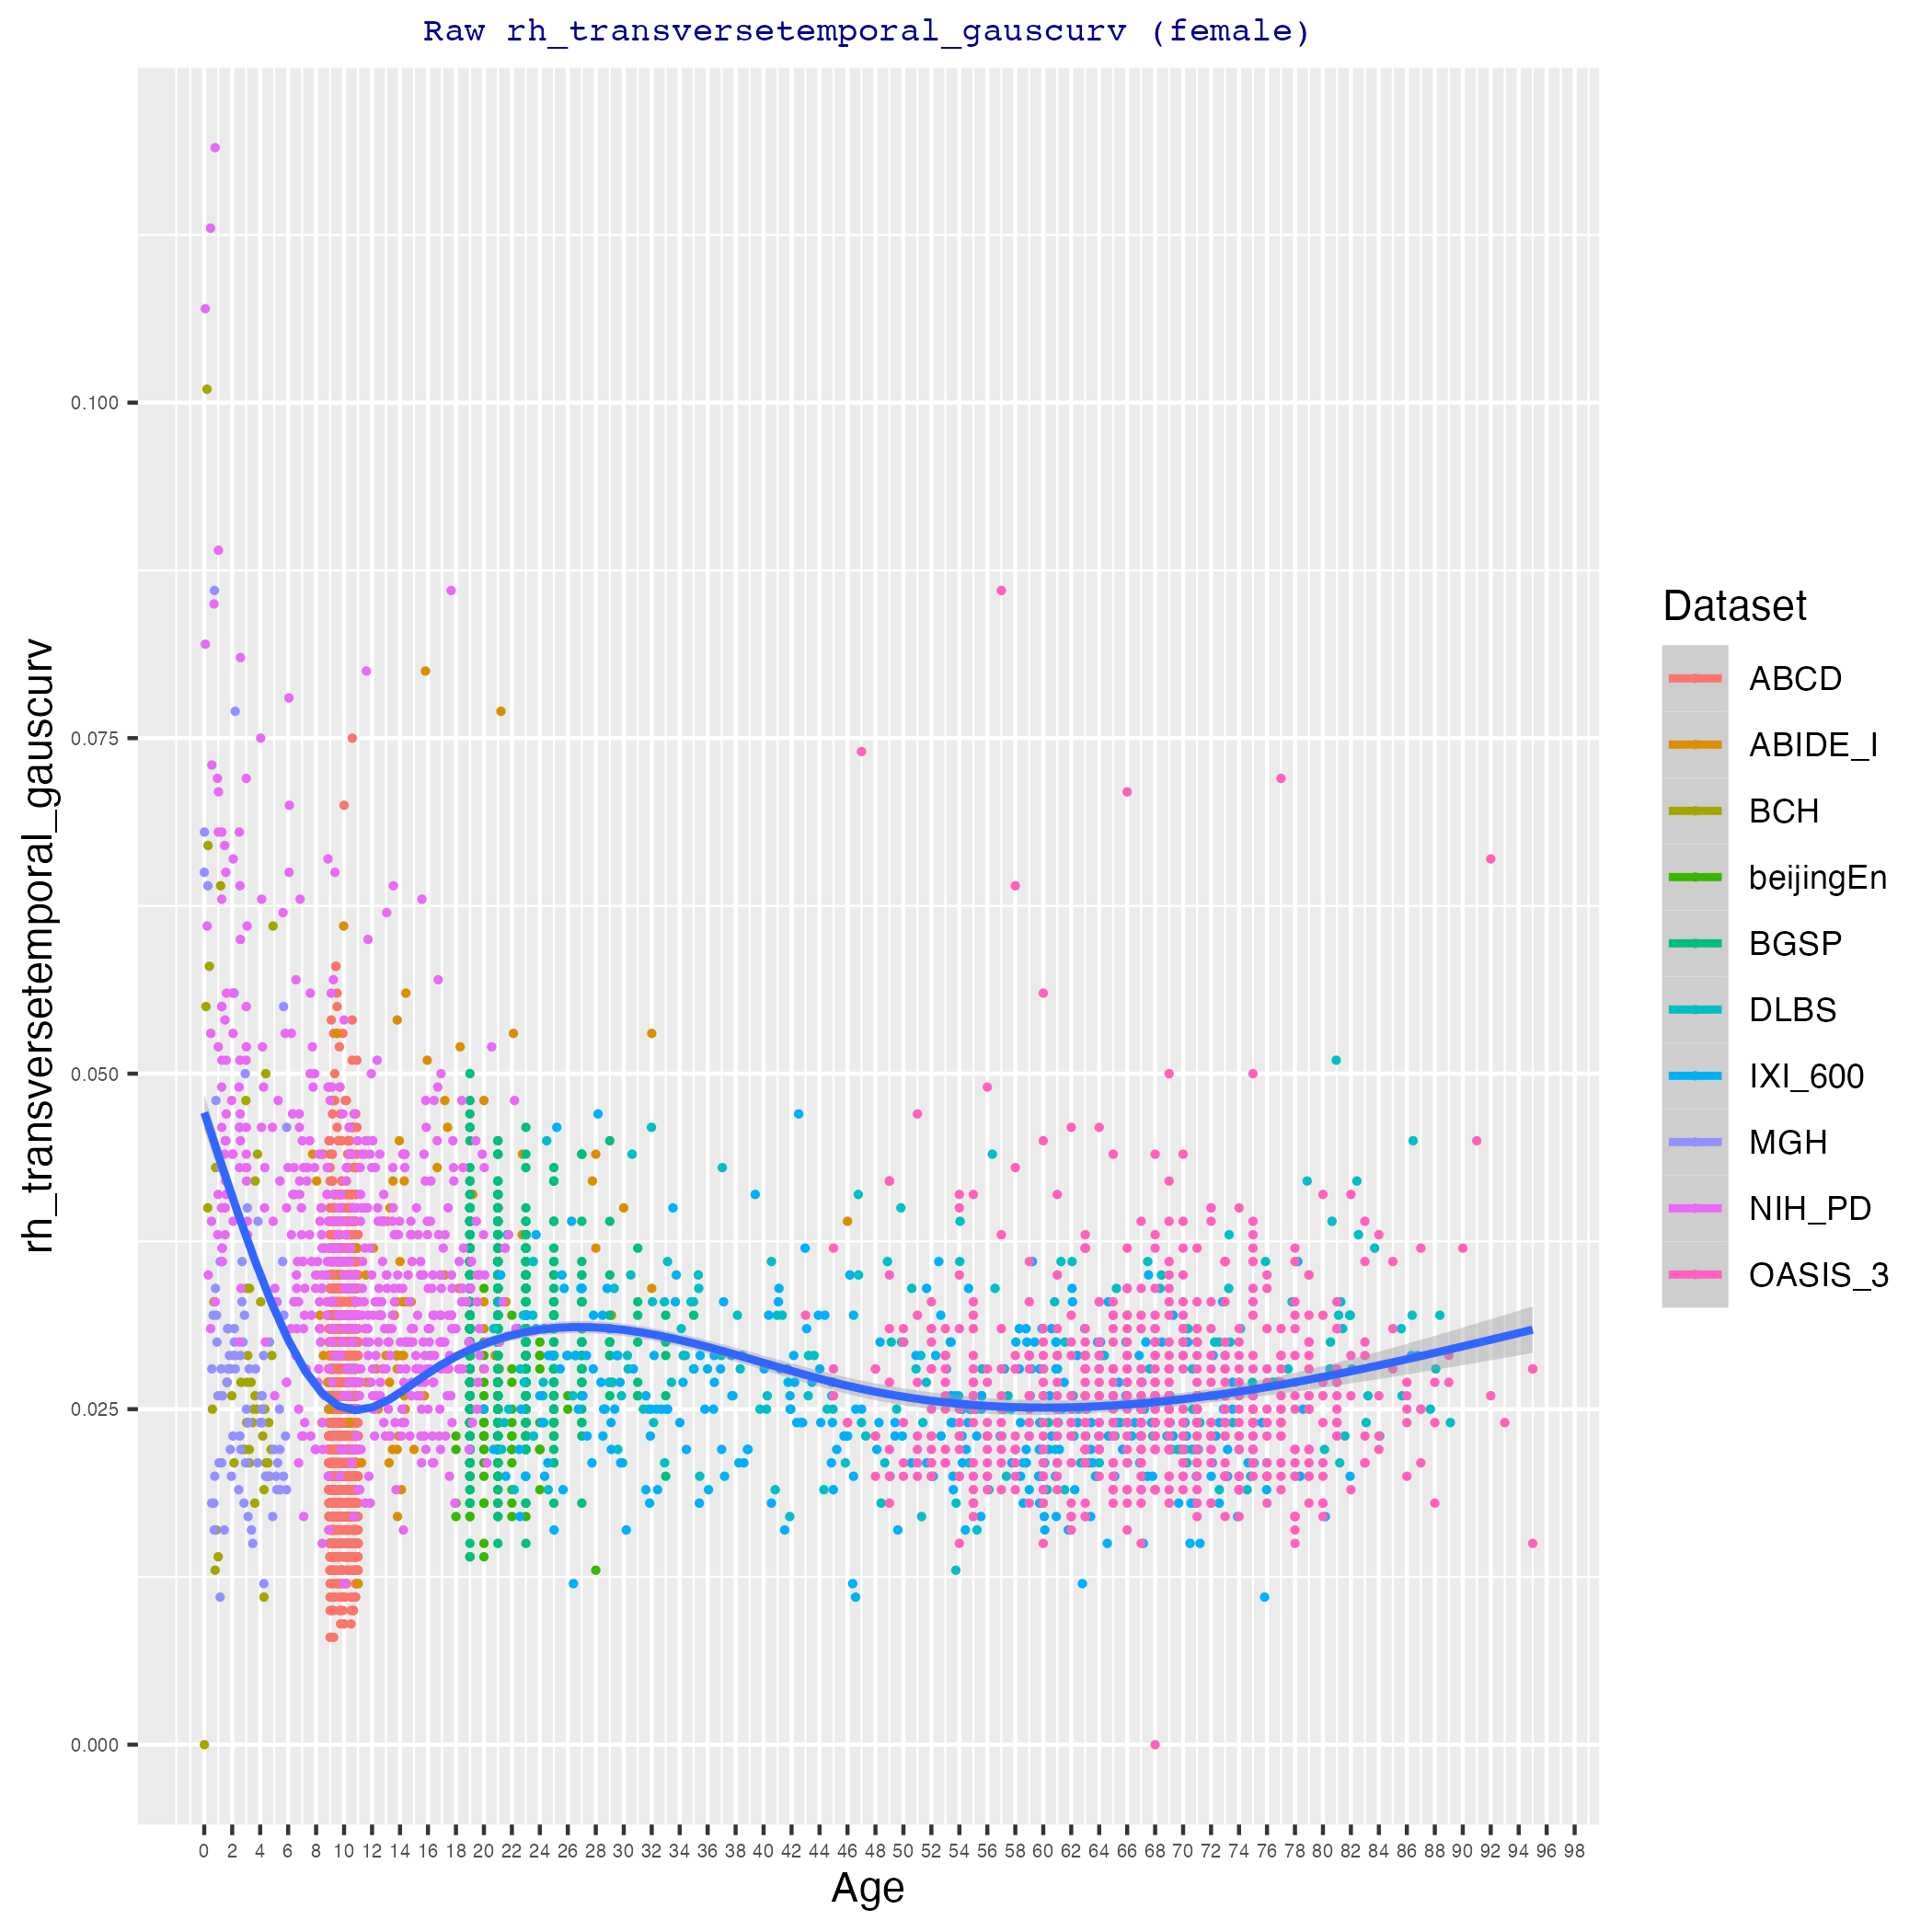 Raw rh_transversetemporal_gauscurv (female)
rh_transversetemporal_gauscurv
0.100
0.075
0.050
0.025
0.000
0 2 4 6 8 10 12 14 16 18 20 22 24 26 28 30 32 34 36 38 40 42 44 46 48 50 52 54 56 58 60 62 64 66 68 70 72 74 76 78 80 82 84 86 88 90 92 94 96 98
Age
Dataset
ABCD
ABIDE_I
BCH
beijingEn
BGSP
DLBS
IXI_600
MGH
NIH_PD
OASIS_3